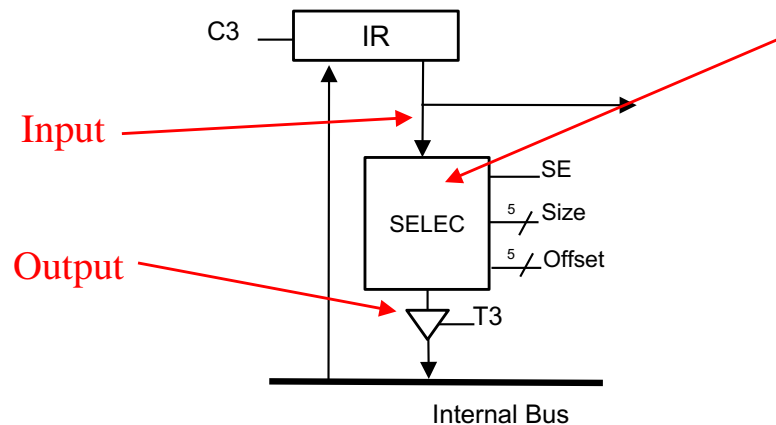 C3
IR
Input
SE
5
Size
SELEC
5
Offset
Output
T3
Internal Bus